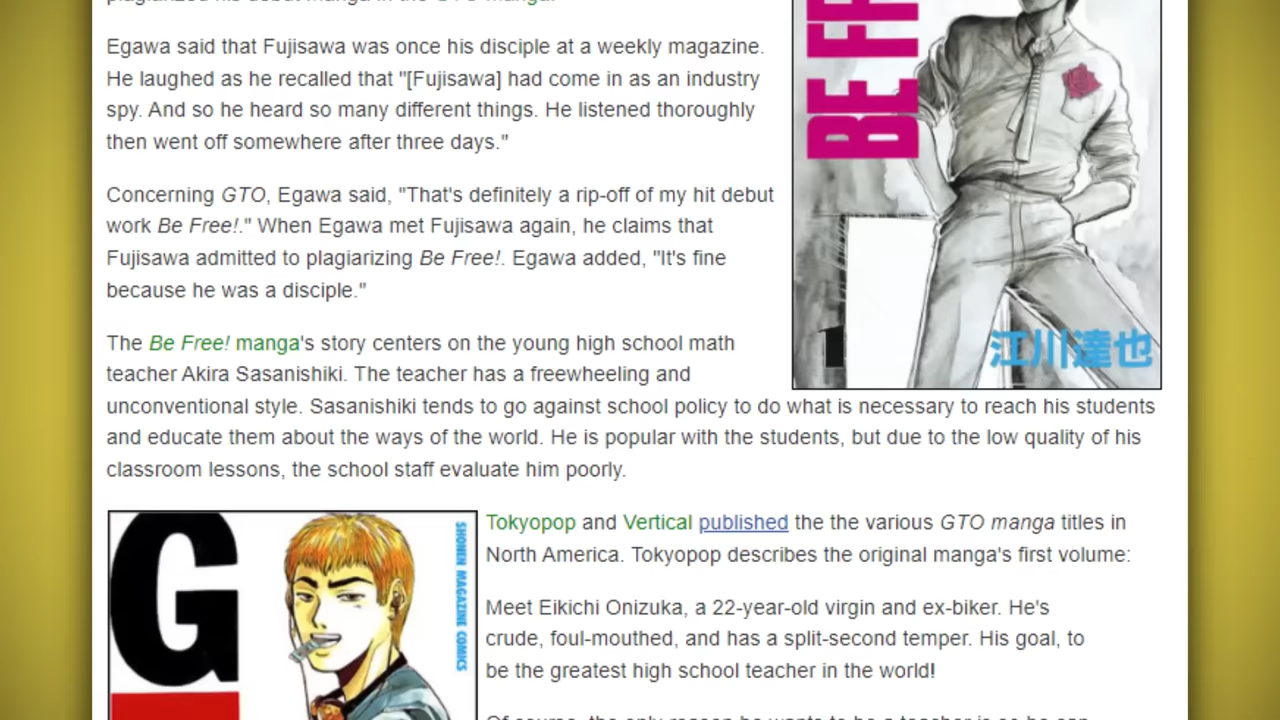 plagiarized his debut manga in the GTO manga.
Egawa said that Fujisawa was once his disciple at a weekly magazine.
He laughed as he recalled that "[Fujisawa] had come in as an industry
spy. And so he heard so many different things. He listened thoroughly
then went off somewhere after three days."
Concerning GTO, Egawa said, "That's definitely a rip-off of my hit debut
work Be Free!." When Egawa met Fujisawa again, he claims that
Fujisawa admitted to plagiarizing Be Free!. Egawa added, "It's fine
because he was a disciple."
BE FR
1
江川達也
The Be Free! manga's story centers on the young high school math
teacher Akira Sasanishiki. The teacher has a freewheeling and
unconventional style. Sasanishiki tends to go against school policy to do what is necessary to reach his students
and educate them about the ways of the world. He is popular with the students, but due to the low quality of his
classroom lessons, the school staff evaluate him poorly.
G
SHONEN MAGAZINE COMICS
Tokyopop and Vertical published the the various GTO manga titles in
North America. Tokyopop describes the original manga's first volume:
Meet Eikichi Onizuka, a 22-year-old virgin and ex-biker. He's
crude, foul-mouthed, and has a split-second temper. His goal, to
be the greatest high school teacher in the world!